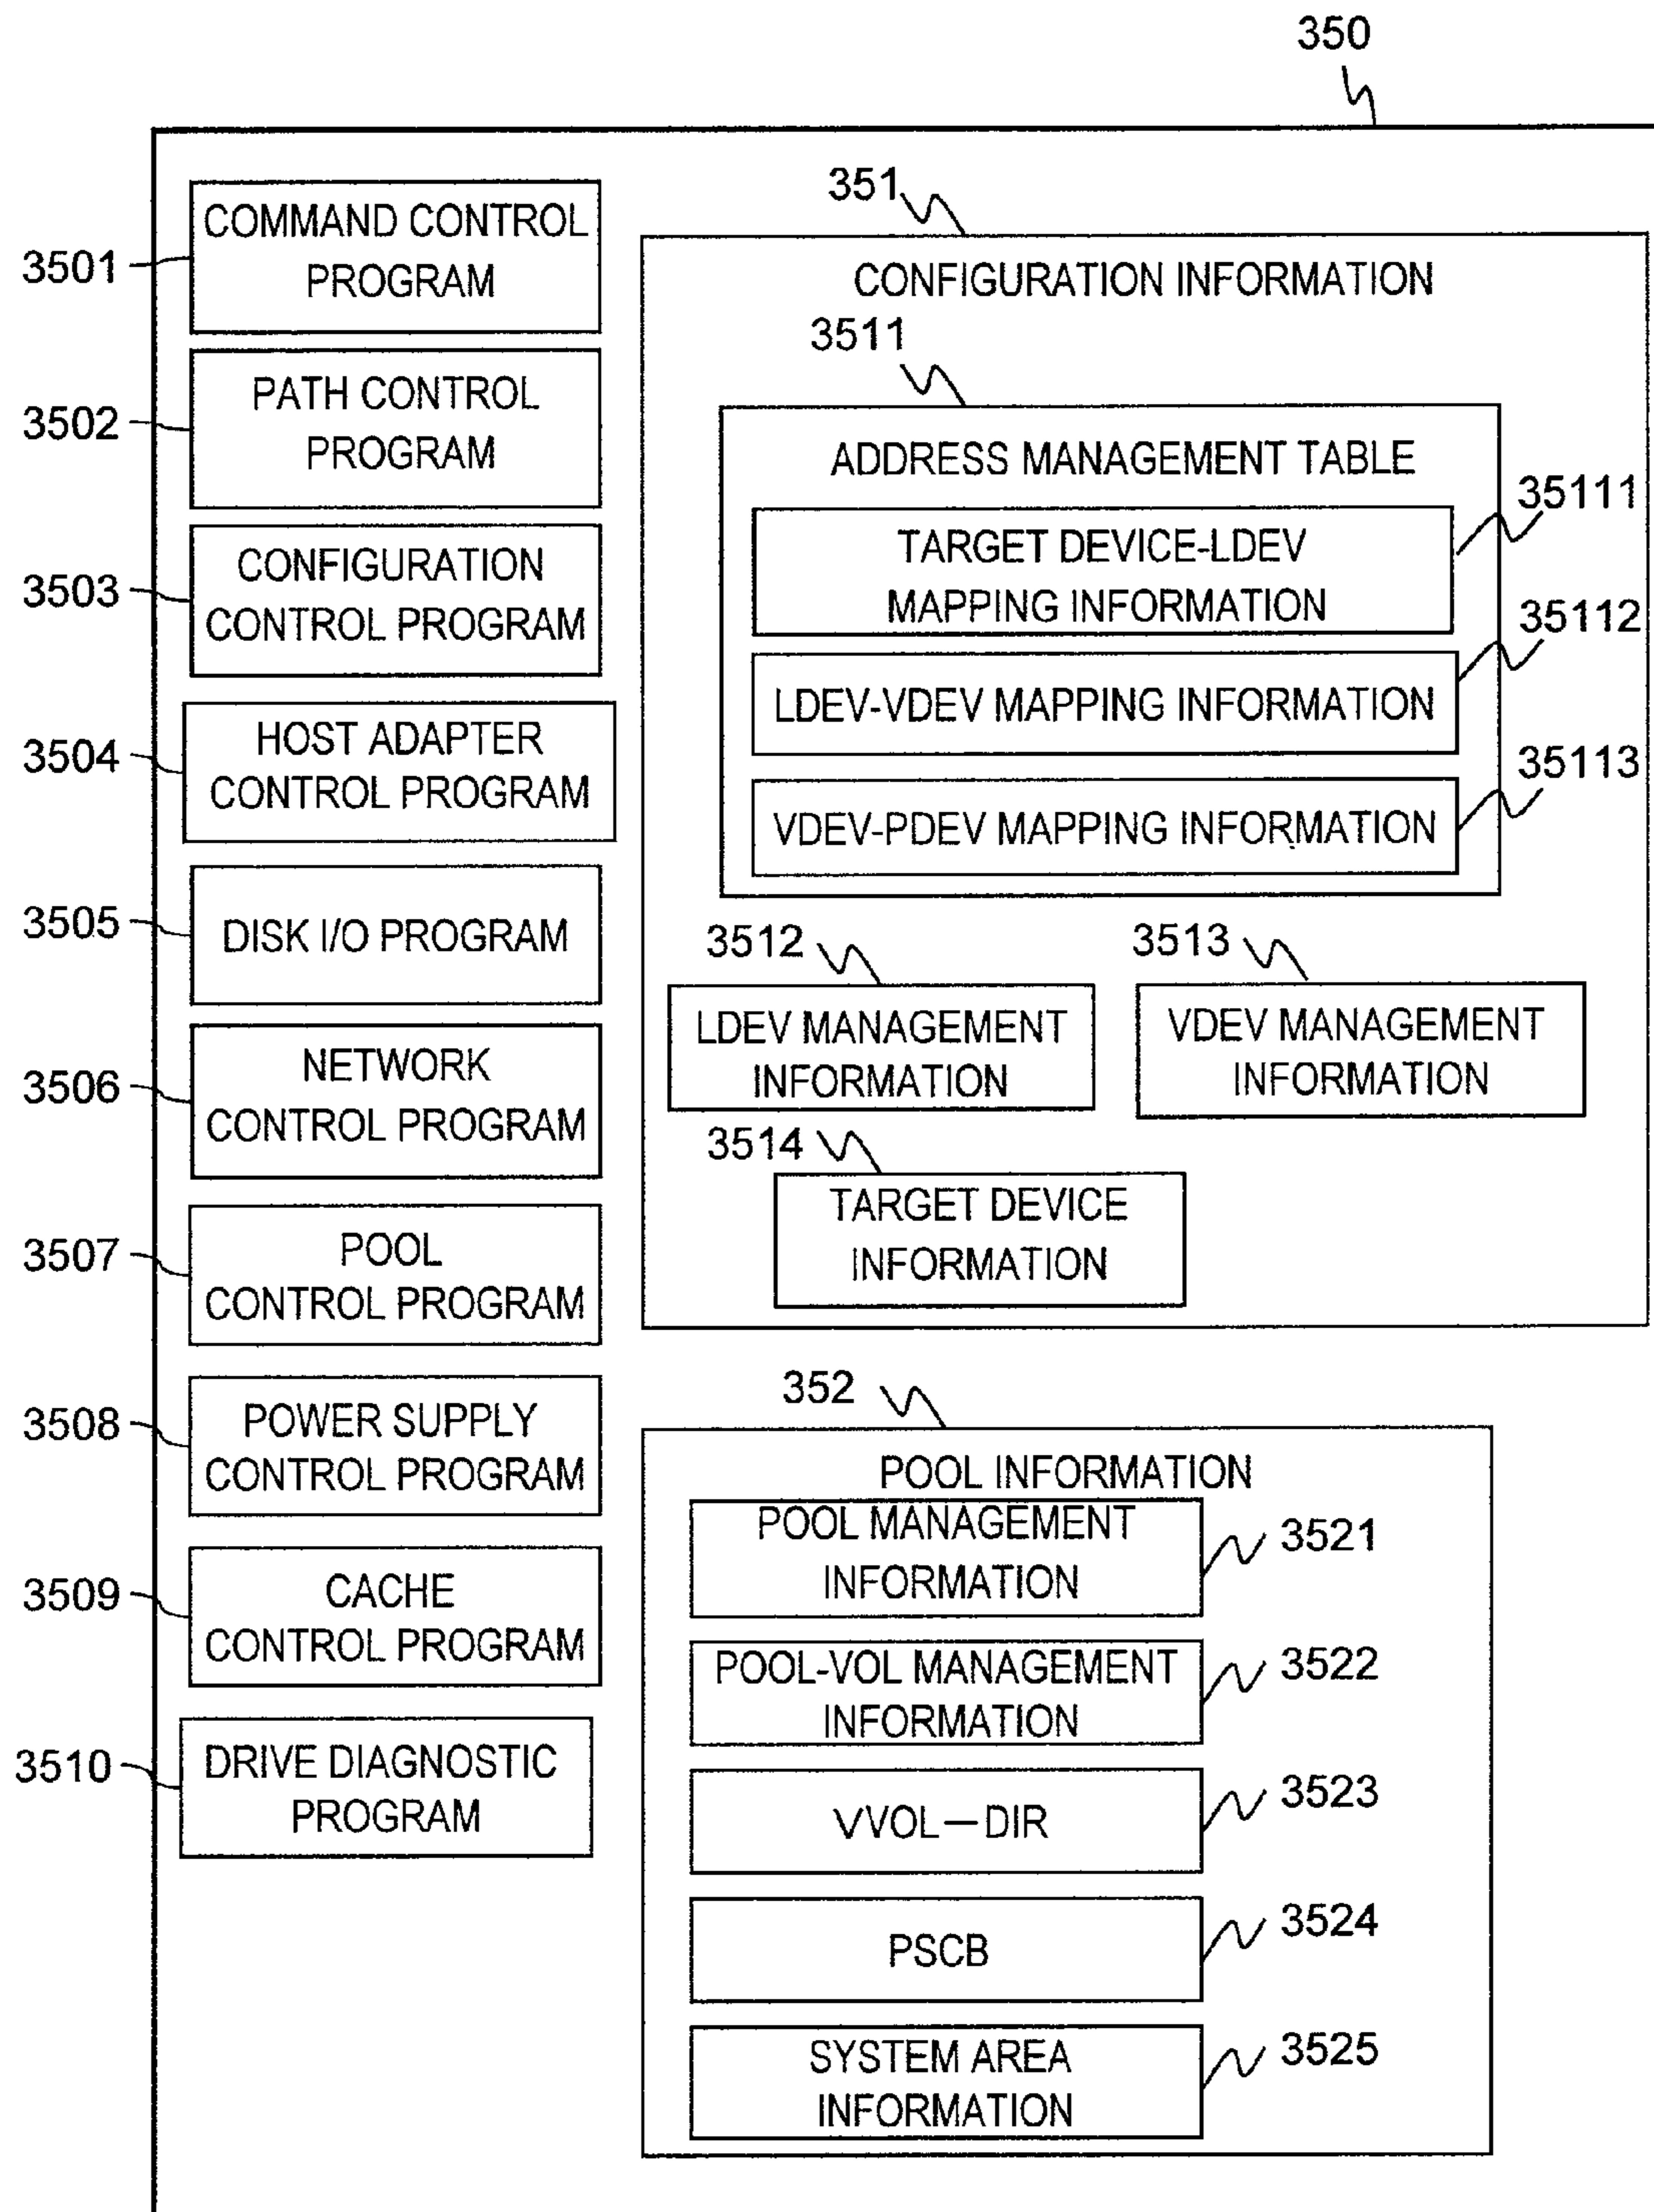 350
3501
COMMAND CONTROL
PROGRAM
3502
PATH CONTROL
PROGRAM
3503
CONFIGURATION
CONTROL PROGRAM
3504
HOST ADAPTER
CONTROL PROGRAM
3505
DISK I/O PROGRAM
3506
NETWORK
CONTROL PROGRAM
3507
POOL
CONTROL PROGRAM
3508
POWER SUPPLY
CONTROL PROGRAM
3509
CACHE
CONTROL PROGRAM
3510
DRIVE DIAGNOSTIC
PROGRAM
351
CONFIGURATION INFORMATION
3511
ADDRESS MANAGEMENT TABLE
35111
TARGET DEVICE-LDEV
MAPPING INFORMATION
35112
LDEV-VDEV MAPPING INFORMATION
35113
VDEV-PDEV MAPPING INFORMATION
3512
LDEV MANAGEMENT
INFORMATION
3513
VDEV MANAGEMENT
INFORMATION
3514
TARGET DEVICE
INFORMATION
352
POOL INFORMATION
POOL MANAGEMENT
INFORMATION
3521
POOL-VOL MANAGEMENT
INFORMATION
3522
VVOL—DIR
3523
PSCB
3524
SYSTEM AREA
INFORMATION
3525